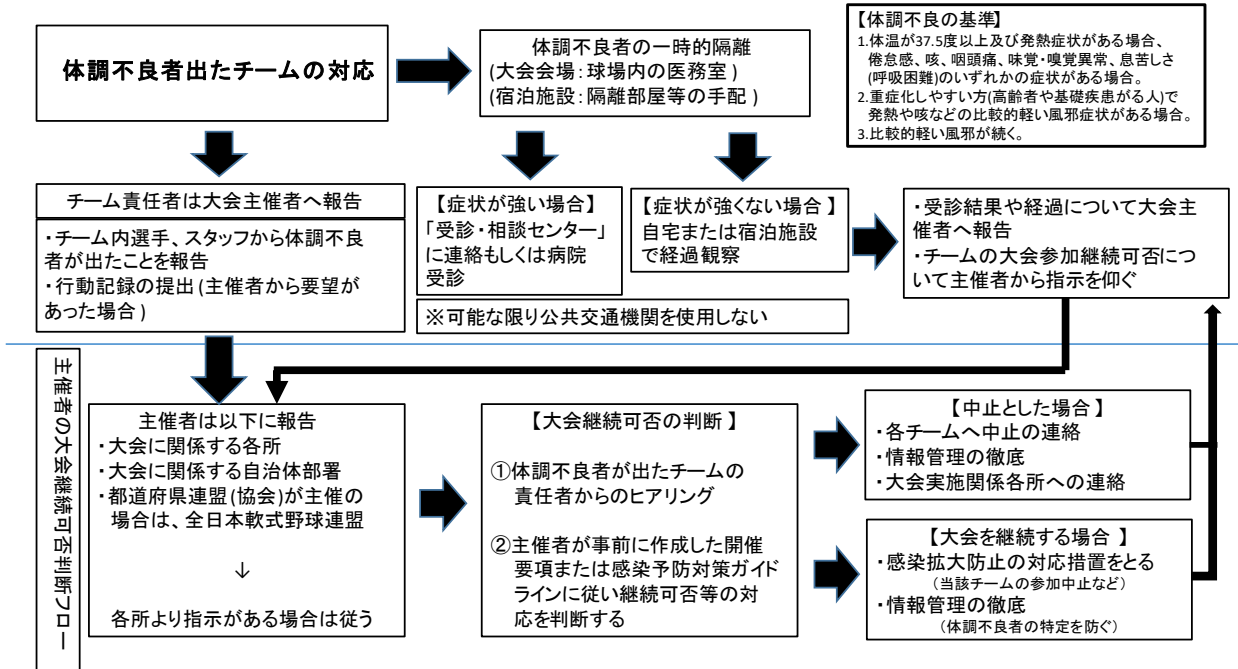 体調不良者出たチームの対応
体調不良者の一時的隔離
(大会会場:球場内の医務室)
(宿泊施設:隔離部屋等の手配)
【体調不良の基準】
1.体温が37.5度以上及び発熱症状がある場合、
倦怠感、咳、咽頭痛、味覚・嗅覚異常、息苦しさ
(呼吸困難)のいずれかの症状がある場合。
2.重症化しやすい方(高齢者や基礎疾患がる人)で
発熱や咳などの比較的軽い風邪症状がある場合。
3.比較的軽い風邪が続く。
チーム責任者は大会主催者へ報告
・チーム内選手、スタッフから体調不良
者が出たことを報告
・行動記録の提出(主催者から要望が
あった場合)
【症状が強い場合】
「受診・相談センター」
に連絡もしくは病院
受診
【症状が強くない場合】
自宅または宿泊施設
で経過観察
※可能な限り公共交通機関を使用しない
・受診結果や経過について大会主
催者へ報告
・チームの大会参加継続可否につ
いて主催者から指示を仰ぐ
主催者の大会継続可否判断フロー
主催者は以下に報告
・大会に関係する各所
・大会に関係する自治体部署
・都道府県連盟(協会)が主催の
場合は、全日本軟式野球連盟
↓
各所より指示がある場合は従う
【大会継続可否の判断】
①体調不良者が出たチームの
責任者からのヒアリング
②主催者が事前に作成した開催
要項または感染予防対策ガイド
ラインに従い継続可否等の対
応を判断する
【中止とした場合】
・各チームへ中止の連絡
・情報管理の徹底
・大会実施関係各所への連絡
【大会を継続する場合】
・感染拡大防止の対応措置をとる
(当該チームの参加中止など)
・情報管理の徹底
(体調不良者の特定を防ぐ)